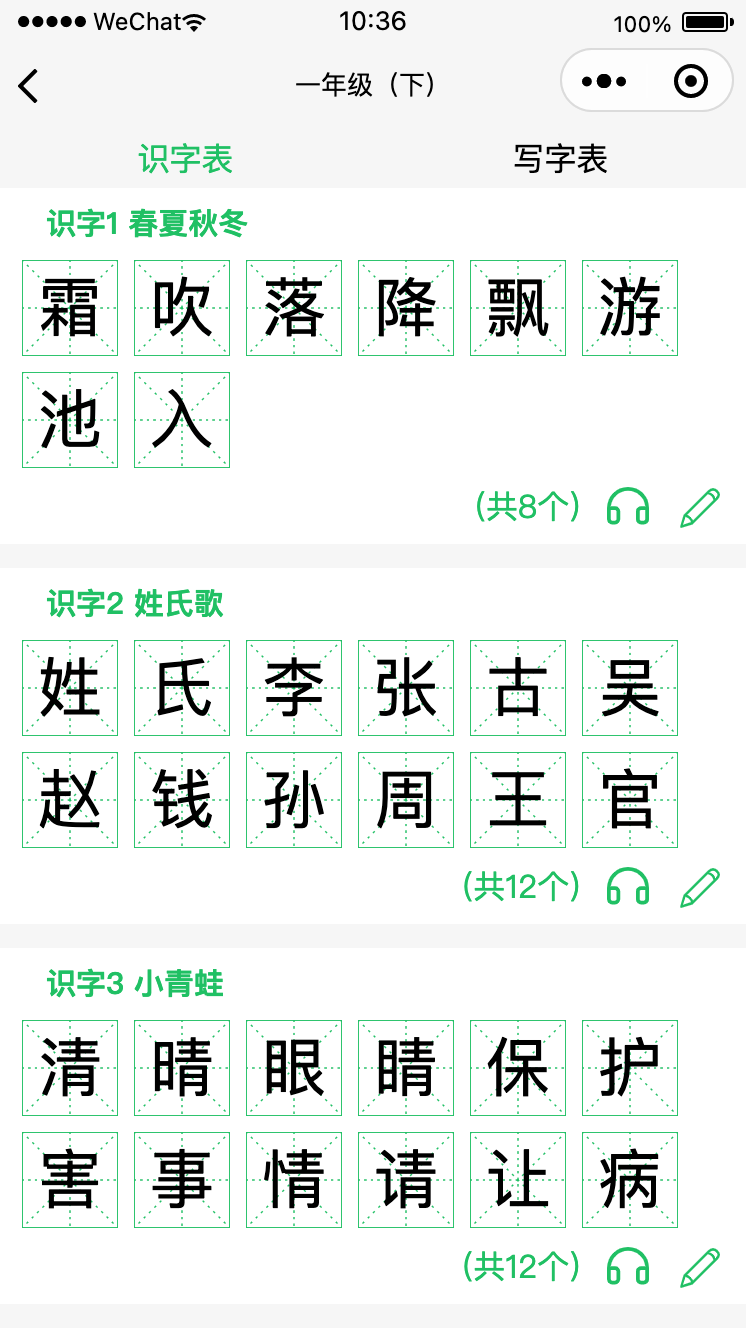 WeChat 10:36 100%
一年级（下）
识字表 写字表
识字1 春夏秋冬
霜 吹 落 降 飘 游
池 入
(共8个)
识字2 姓氏歌
姓 氏 李 张 古 吴
赵 钱 孙 周 王 官
(共12个)
识字3 小青蛙
清 晴 眼 睛 保 护
害 事 情 请 让 病
(共12个)